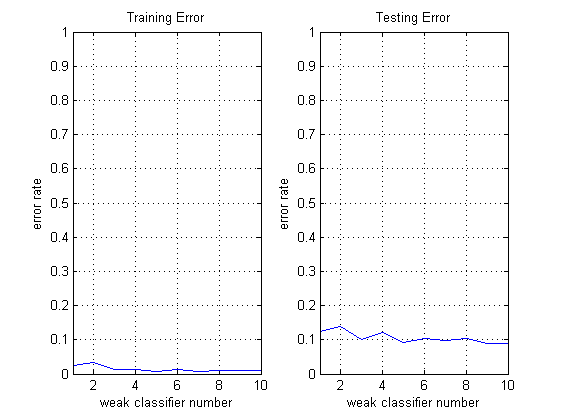 Training Error
1
0.9
0.8
0.7
0.6
0.5
0.4
0.3
0.2
0.1
0
error rate
2 4 6 8 10
weak classifier number
Testing Error
1
0.9
0.8
0.7
0.6
0.5
0.4
0.3
0.2
0.1
0
error rate
2 4 6 8 10
weak classifier number